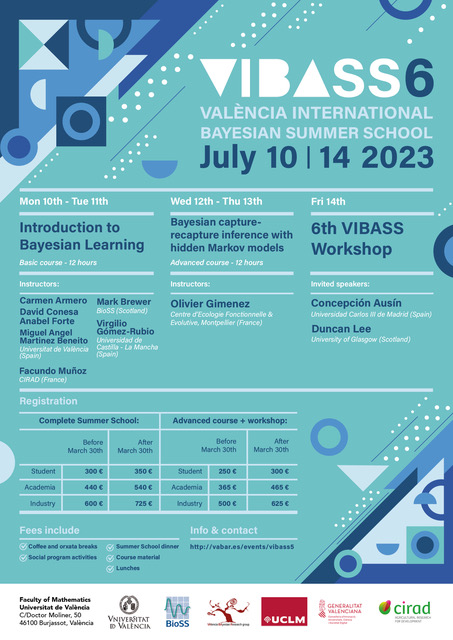 VIBASS6
VALÈNCIA INTERNATIONAL
BAYESIAN SUMMER SCHOOL
July 10 | 14 2023
Mon 10th - Tue 11th
Introduction to
Bayesian Learning
Basic course - 12 hours
Instructors:
Carmen Armero
David Conesa
Anabel Forte
Miguel Angel
Martinez Beneito
Universitat de València
(Spain)
Facundo Muñoz
CIRAD (France)
Mark Brewer
BioSS (Scotland)
Virgilio
Gómez-Rubio
Universidad de
Castilla - La Mancha
(Spain)
Wed 12th - Thu 13th
Bayesian capture-
recapture inference with
hidden Markov models
Advanced course - 12 hours
Instructors:
Olivier Gimenez
Centre d'Ecologie Fonctionnelle &
Evolutive, Montpellier (France)
Fri 14th
6th VIBASS
Workshop
Invited speakers:
Concepción Ausín
Universidad Carlos III de Madrid (Spain)
Duncan Lee
University of Glasgow (Scotland)
Registration
Complete Summer School:
Before March 30th After March 30th
Student 300 € 350 €
Academia 440 € 540 €
Industry 600 € 725 €
Advanced course + workshop:
Before March 30th After March 30th
Student 250 € 300 €
Academia 365 € 465 €
Industry 500 € 625 €
Fees include
Coffee and orxata breaks
Social program activities
Summer School dinner
Course material
Lunches
Info & contact
http://vabar.es/events/vibass5
Faculty of Mathematics
Universitat de València
C/Doctor Moliner, 50
46100 Burjassot, València
VNIVERSITAT
DE VALÈNCIA
BioSS
València Bayesian Research group
UCLM
GENERALITAT
VALENCIANA
cirad
AGRICULTURAL RESEARCH
FOR DEVELOPMENT